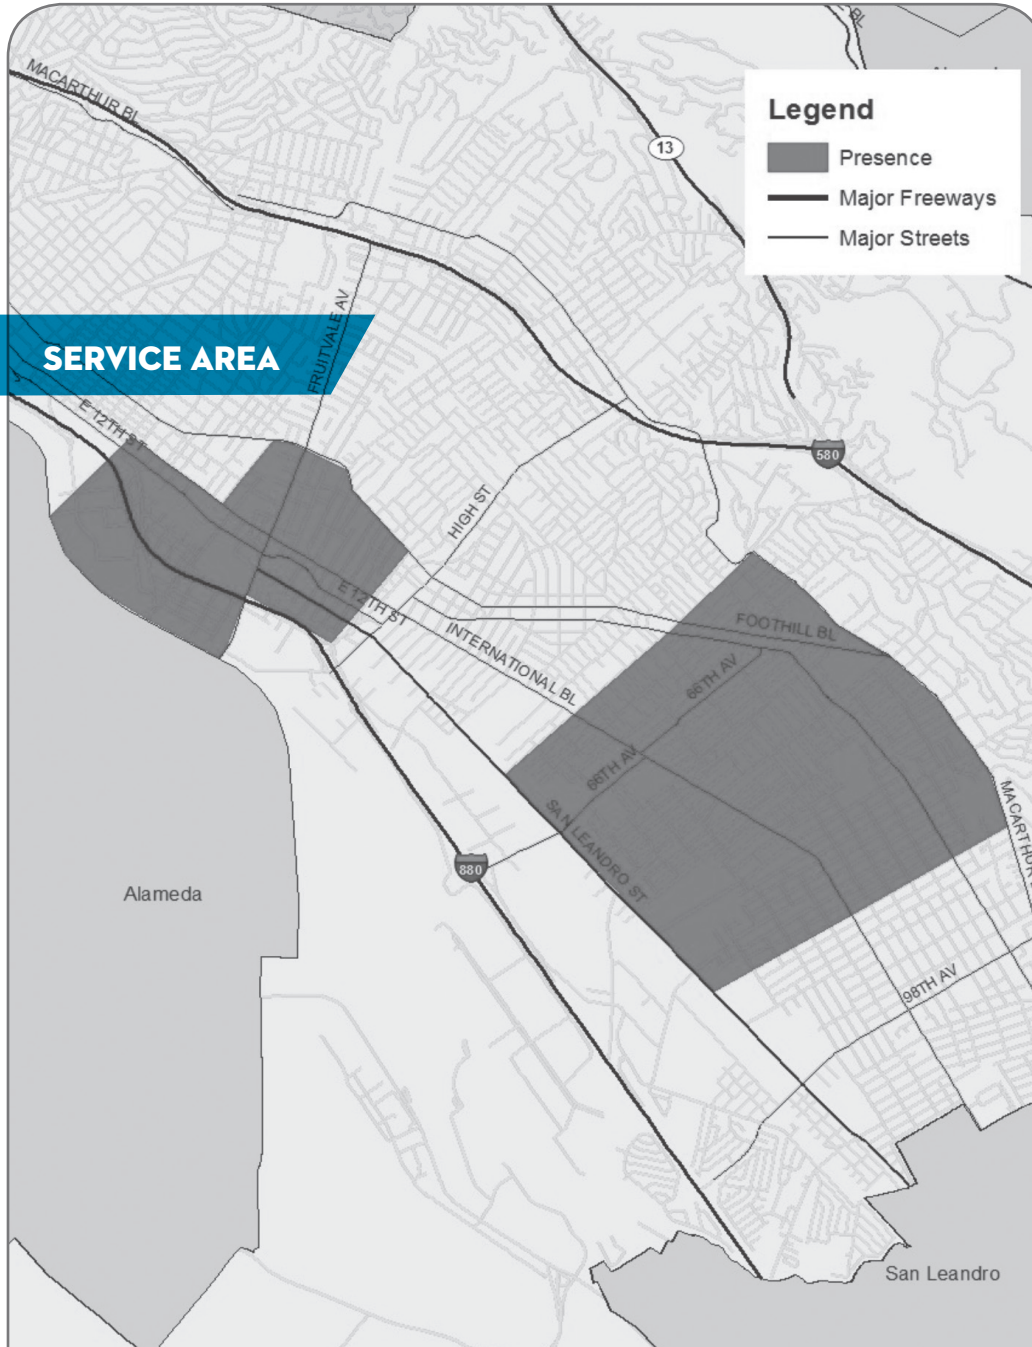 BL
MACARTHUR BL
13
Legend
Presence
Major Freeways
Major Streets
SERVICE AREA
FRUITVALE AV
E 12TH ST
580
HIGH ST
E 12TH ST
INTERNATIONAL BL
FOOTHILL BL
66TH AV
66TH AV
SAN LEANDRO ST
MACARTHUR
880
Alameda
98TH AV
San Leandro